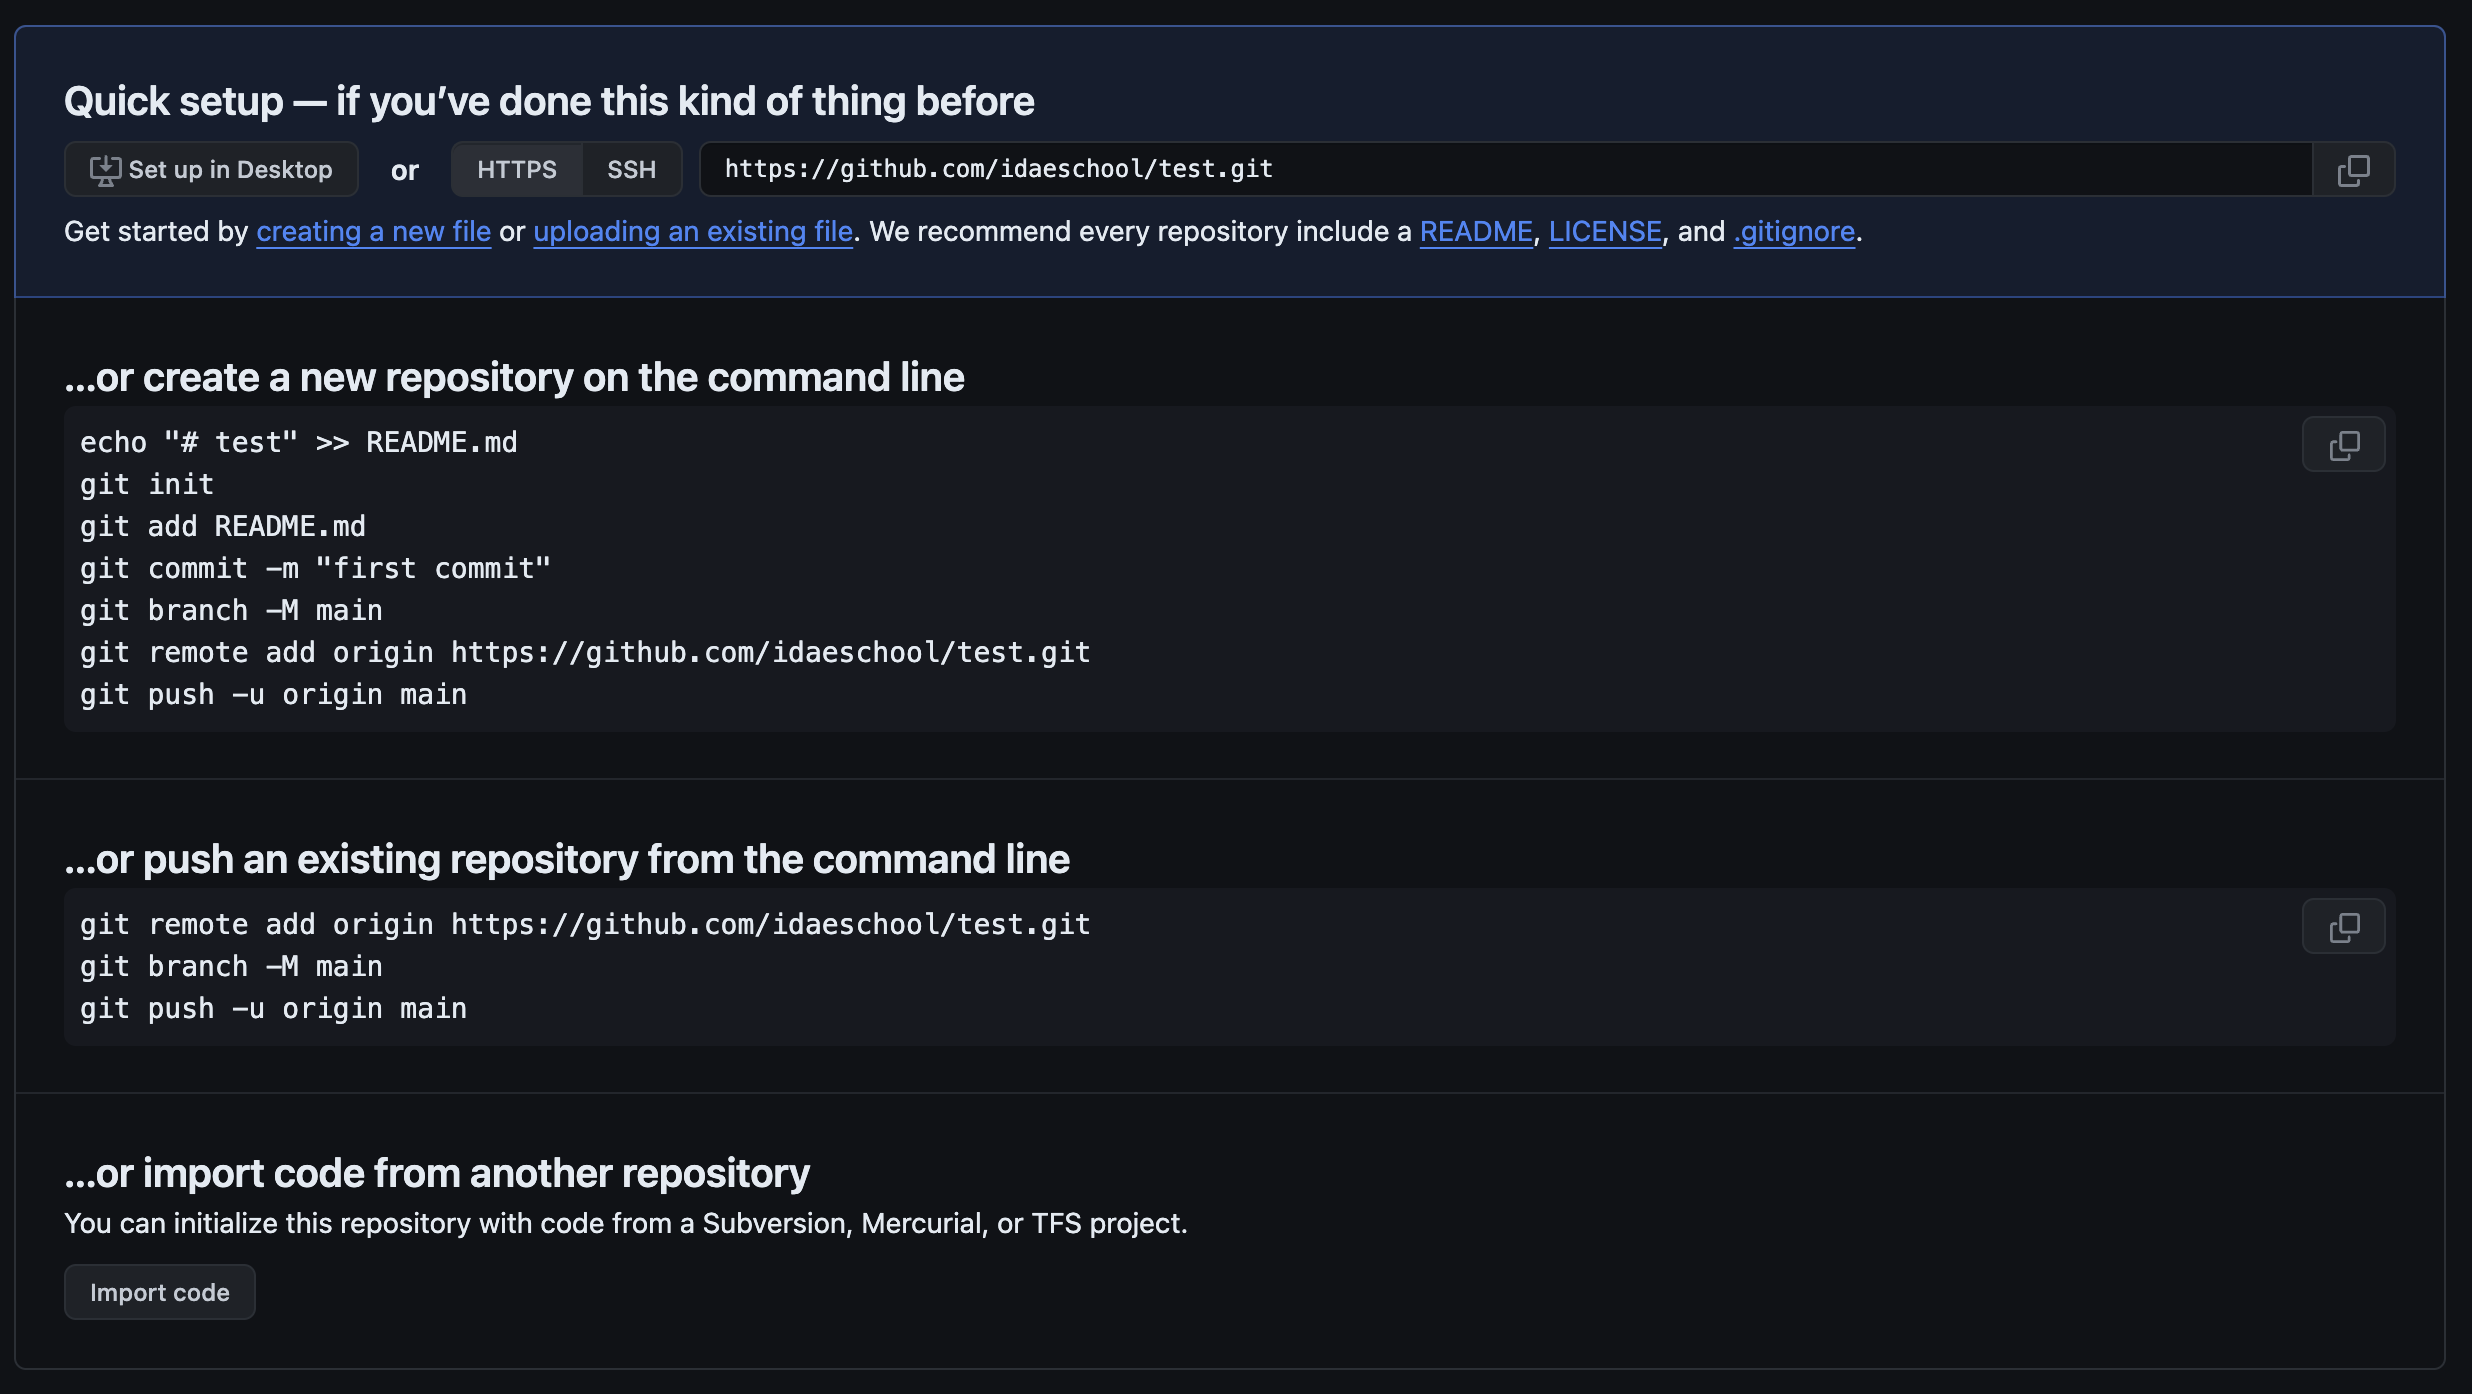 Quick setup — if you’ve done this kind of thing before
Set up in Desktop or HTTPS SSH https://github.com/idaeschool/test.git
Get started by creating a new file or uploading an existing file. We recommend every repository include a README, LICENSE, and .gitignore.
…or create a new repository on the command line
echo "# test" >> README.md
git init
git add README.md
git commit -m "first commit"
git branch -M main
git remote add origin https://github.com/idaeschool/test.git
git push -u origin main
…or push an existing repository from the command line
git remote add origin https://github.com/idaeschool/test.git
git branch -M main
git push -u origin main
…or import code from another repository
You can initialize this repository with code from a Subversion, Mercurial, or TFS project.
Import code